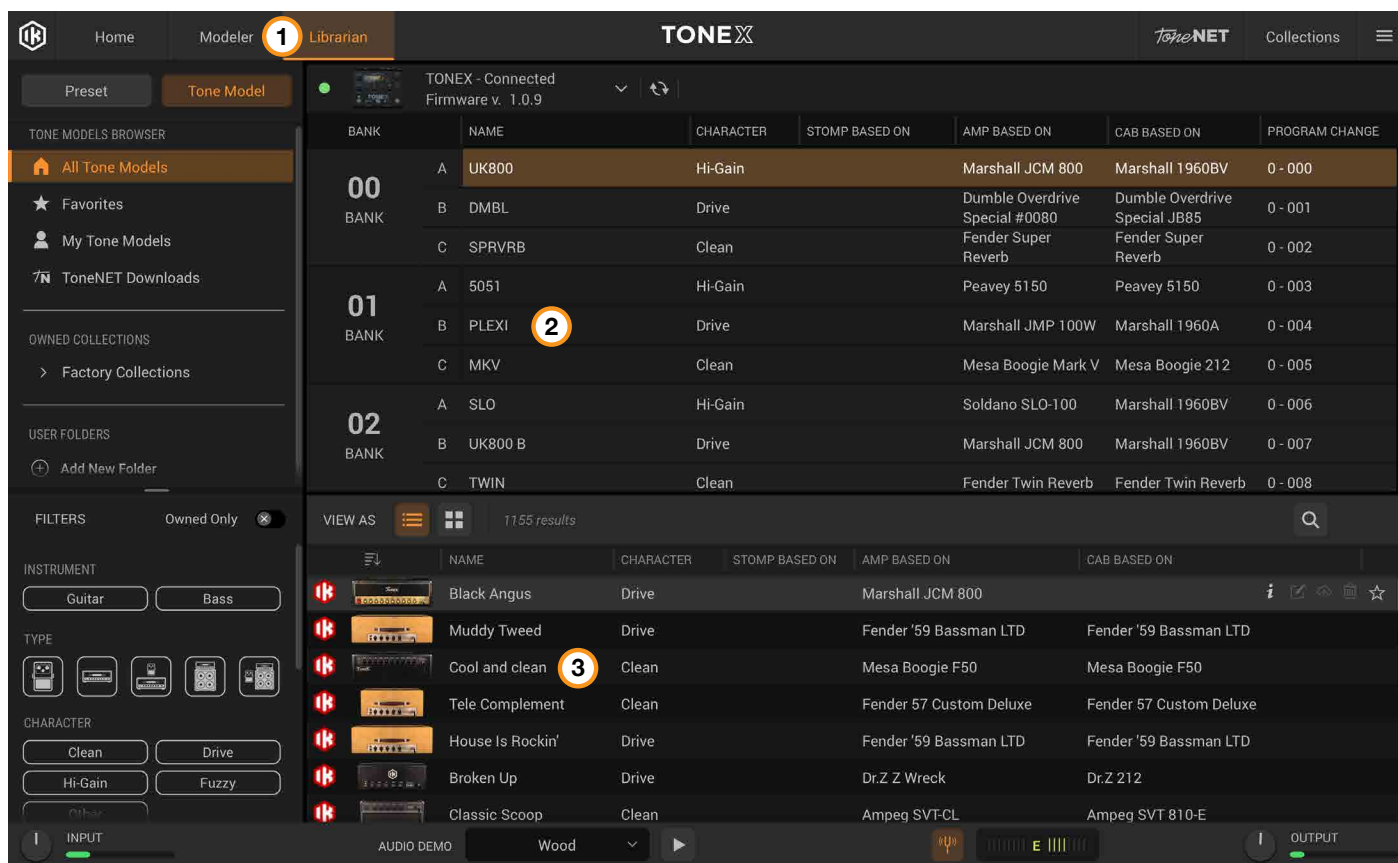 Home Modeler 1 Librarian TONEX ToneNET Collections
Preset Tone Model
TONEX - Connected
Firmware v. 1.0.9
TONE MODELS BROWSER
All Tone Models
Favorites
My Tone Models
ToneNET Downloads
OWNED COLLECTIONS
Factory Collections
USER FOLDERS
Add New Folder
BANK NAME CHARACTER STOMP BASED ON AMP BASED ON CAB BASED ON PROGRAM CHANGE
00
BANK
A UK800 Hi-Gain Marshall JCM 800 Marshall 1960BV 0 - 000
B DMBL Drive Dumble Overdrive Special #0080 Dumble Overdrive Special JB85 0 - 001
C SPRVRB Clean Fender Super Reverb Fender Super Reverb 0 - 002
01
BANK
A 5051 Hi-Gain Peavey 5150 Peavey 5150 0 - 003
B PLEXI 2 Drive Marshall JMP 100W Marshall 1960A 0 - 004
C MKV Clean Mesa Boogie Mark V Mesa Boogie 212 0 - 005
02
BANK
A SLO Hi-Gain Soldano SLO-100 Marshall 1960BV 0 - 006
B UK800 B Drive Marshall JCM 800 Marshall 1960BV 0 - 007
C TWIN Clean Fender Twin Reverb Fender Twin Reverb 0 - 008
FILTERS Owned Only
INSTRUMENT
Guitar Bass
TYPE
CHARACTER
Clean Drive
Hi-Gain Fuzzy
Other
VIEW AS 1155 results
NAME CHARACTER STOMP BASED ON AMP BASED ON CAB BASED ON
Black Angus Drive Marshall JCM 800 i
Muddy Tweed Drive Fender '59 Bassman LTD Fender '59 Bassman LTD
Cool and clean 3 Clean Mesa Boogie F50 Mesa Boogie F50
Tele Complement Clean Fender 57 Custom Deluxe Fender 57 Custom Deluxe
House Is Rockin' Drive Fender '59 Bassman LTD Fender '59 Bassman LTD
Broken Up Drive Dr.Z Z Wreck Dr.Z 212
Classic Scoop Clean Ampeg SVT-CL Ampeg SVT 810-E
INPUT AUDIO DEMO Wood E OUTPUT